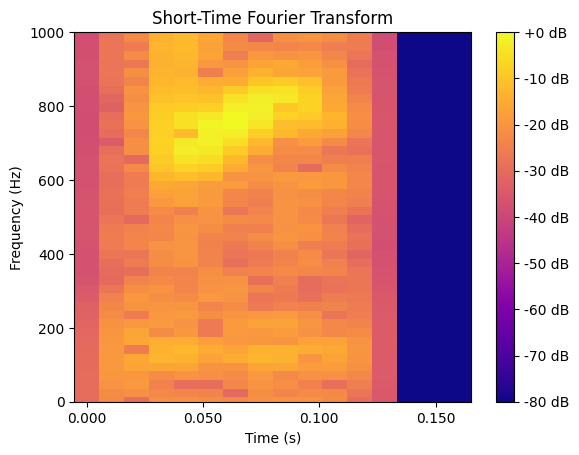 Short-Time Fourier Transform
1000
800
600
400
200
0
Frequency (Hz)
0.000
0.050
0.100
0.150
Time (s)
+0 dB
-10 dB
-20 dB
-30 dB
-40 dB
-50 dB
-60 dB
-70 dB
-80 dB